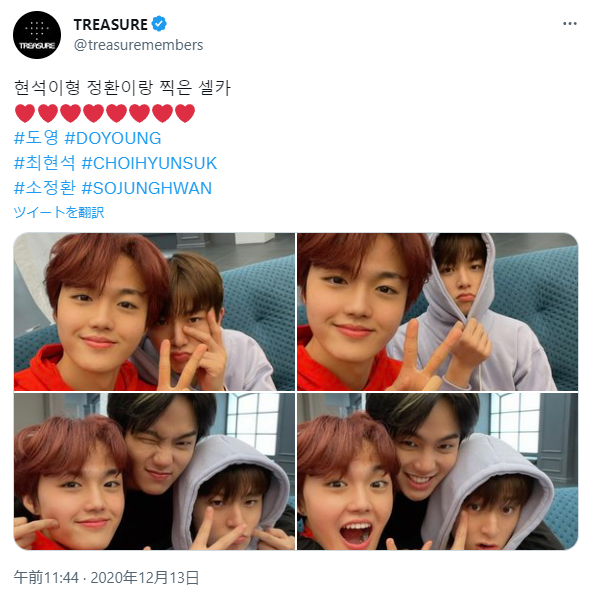 TREASURE
TREASURE
@treasuremembers
현석이형 정환이랑 찍은 셀카
❤️❤️❤️❤️❤️❤️❤️❤️
#도영 #DOYOUNG
#최현석 #CHOIHYUNSUK
#소정환 #SOJUNGHWAN
ツイートを翻訳
午前11:44 · 2020年12月13日